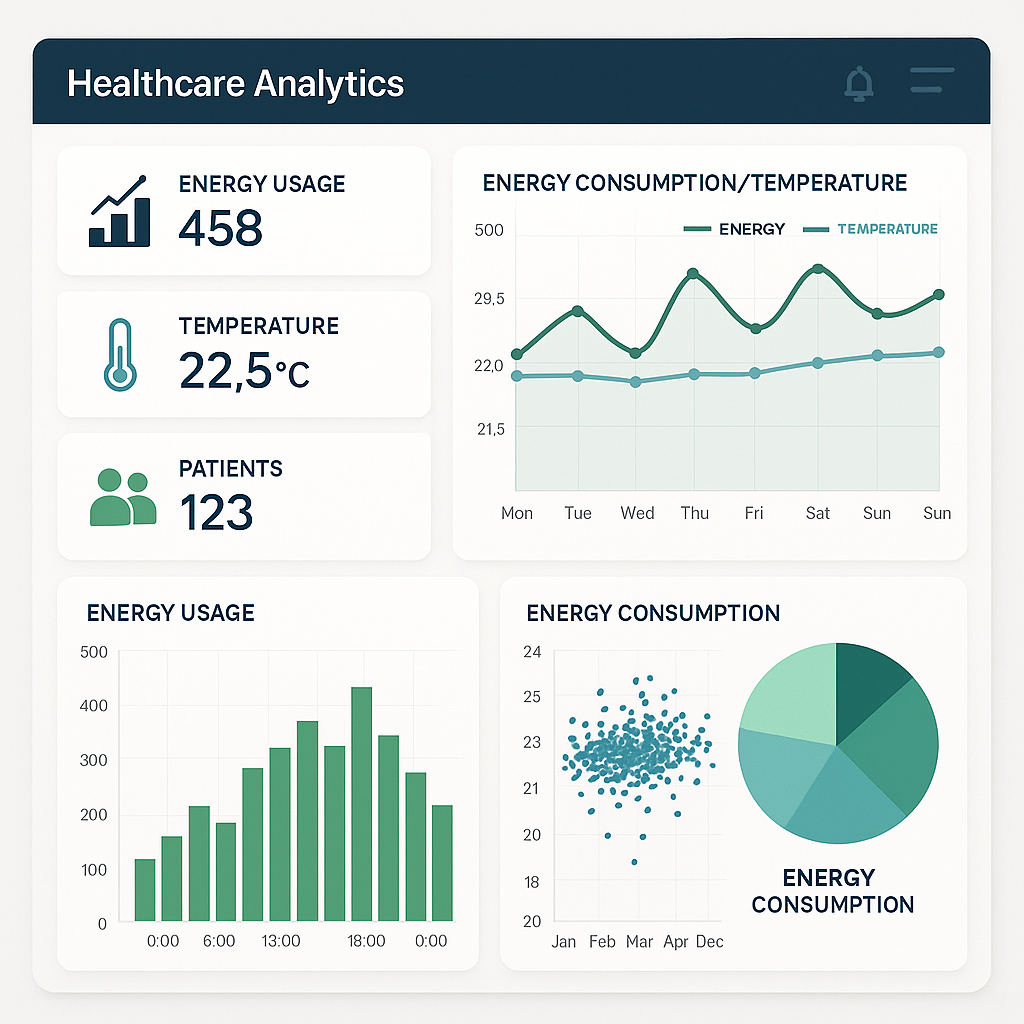 Healthcare Analytics
ENERGY USAGE
458
TEMPERATURE
22,5°C
PATIENTS
123
ENERGY CONSUMPTION/TEMPERATURE
ENERGY TEMPERATURE
500
29,5
22,0
21,5
Mon Tue Wed Thu Fri Sat Sun Sun
ENERGY USAGE
500
400
300
200
100
0
0:00 6:00 13:00 18:00 0:00
ENERGY CONSUMPTION
24
25
23
21
20
18
20
Jan Feb Mar Apr Dec
ENERGY
CONSUMPTION